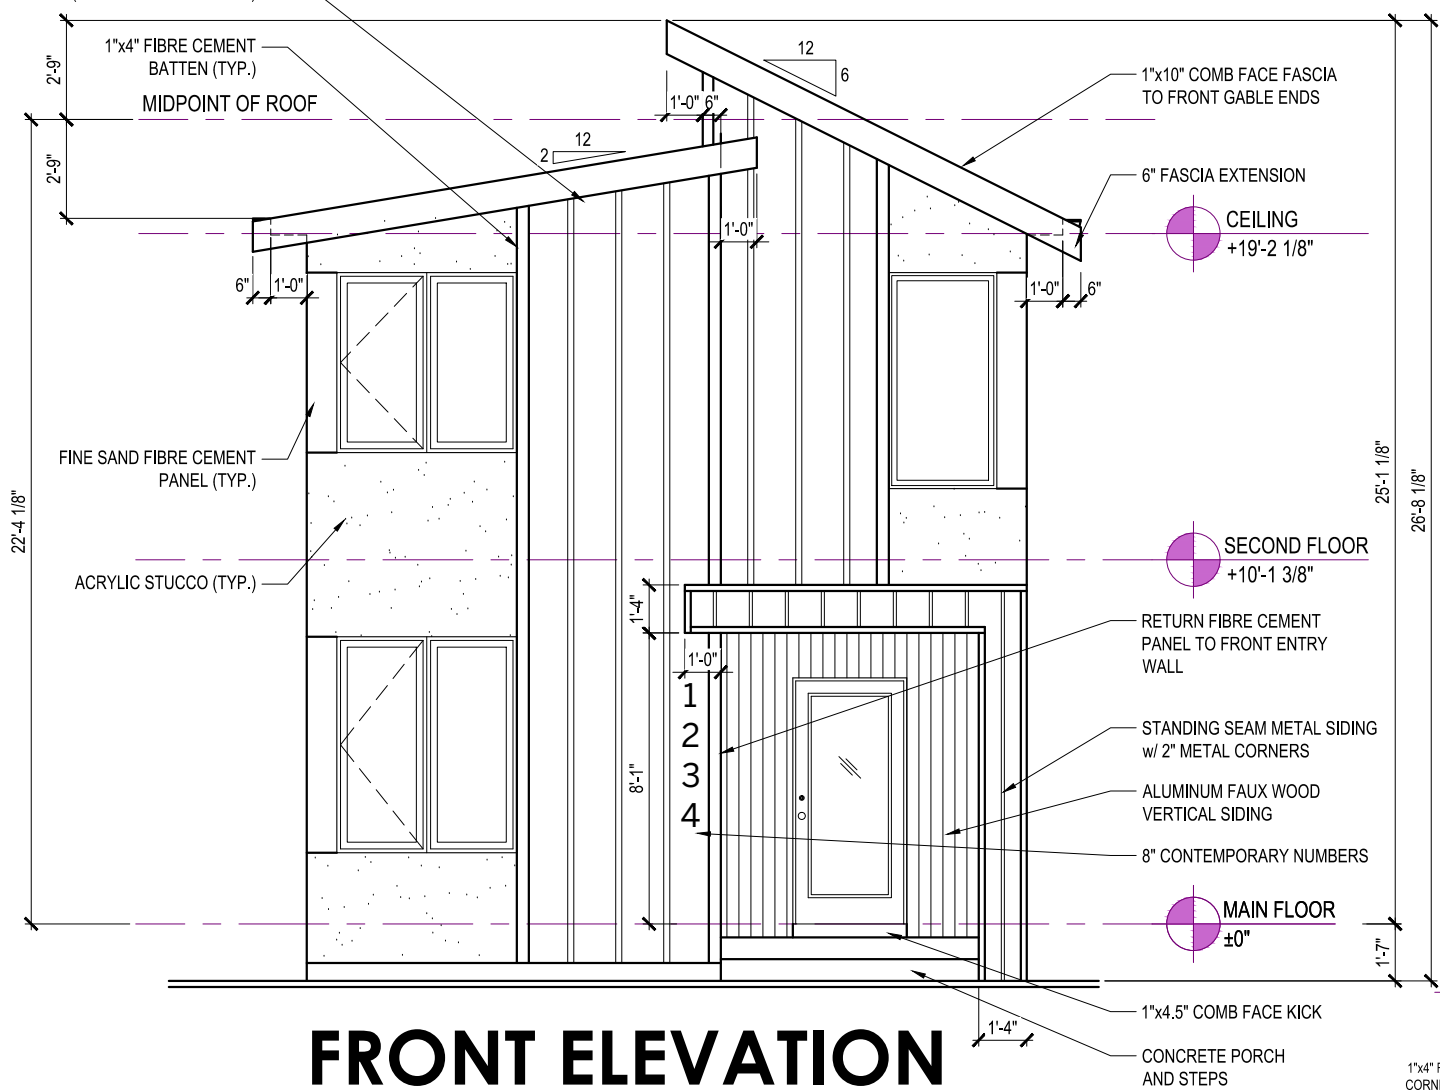 1"x4" FIBRE CEMENT
BATTEN (TYP.)
MIDPOINT OF ROOF
2'-9"
2'-9"
22'-4 1/8"
12
2
12
6
1'-0"
6"
1'-0"
6"
1'-0"
1'-0"
6"
1"x10" COMB FACE FASCIA
TO FRONT GABLE ENDS
6" FASCIA EXTENSION
CEILING
+19'-2 1/8"
FINE SAND FIBRE CEMENT
PANEL (TYP.)
ACRYLIC STUCCO (TYP.)
25'-1 1/8"
26'-8 1/8"
SECOND FLOOR
+10'-1 3/8"
1'-4"
1'-0"
8'-1"
1
2
3
4
RETURN FIBRE CEMENT
PANEL TO FRONT ENTRY
WALL
STANDING SEAM METAL SIDING
w/ 2" METAL CORNERS
ALUMINUM FAUX WOOD
VERTICAL SIDING
8" CONTEMPORARY NUMBERS
MAIN FLOOR
±0"
1'-7"
1"x4.5" COMB FACE KICK
1'-4"
CONCRETE PORCH
AND STEPS
FRONT ELEVATION
1"x4" F
CORN